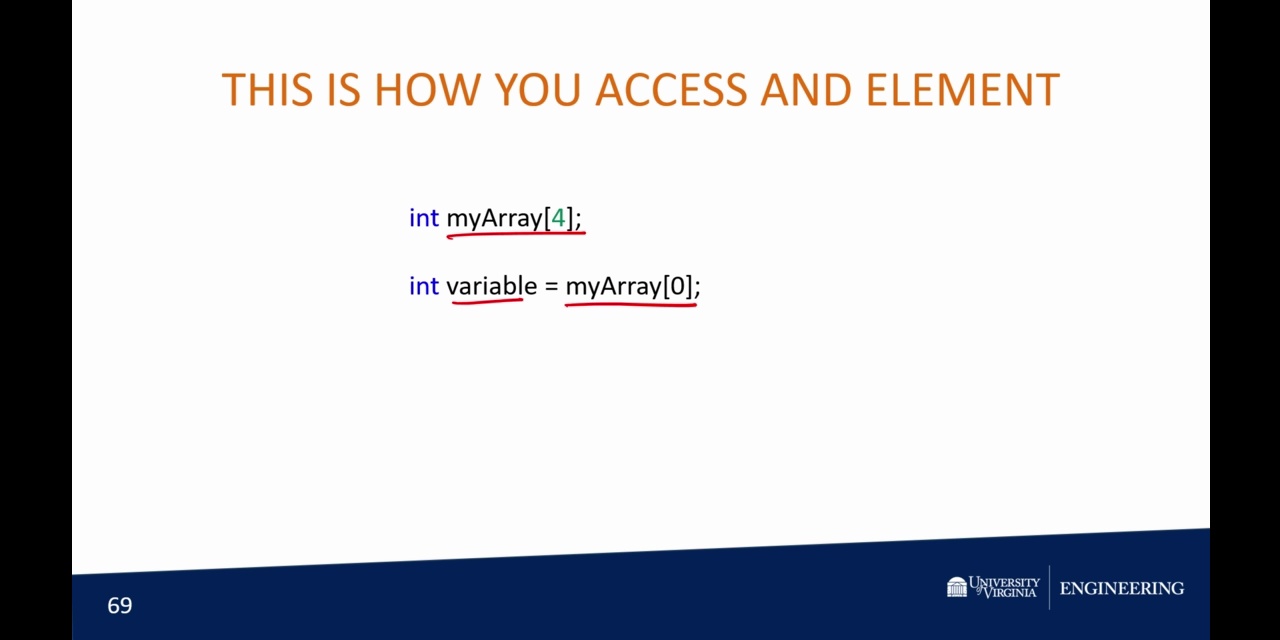 THIS IS HOW YOU ACCESS AND ELEMENT
int myArray[4];
int variable = myArray[0];
69
UNIVERSITY of VIRGINIA
ENGINEERING